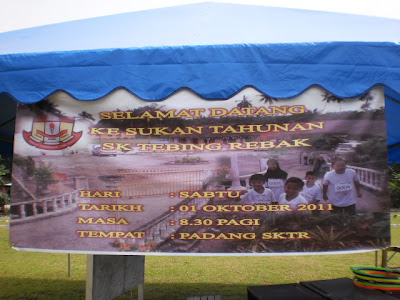 SELAMAT DATANG
KE SUKAN TAHUNAN
SK TEBING REBAK
HARI : SABTU
TARIKH : 01 OKTOBER 2011
MASA : 8.30 PAGI
TEMPAT : PADANG SKTR